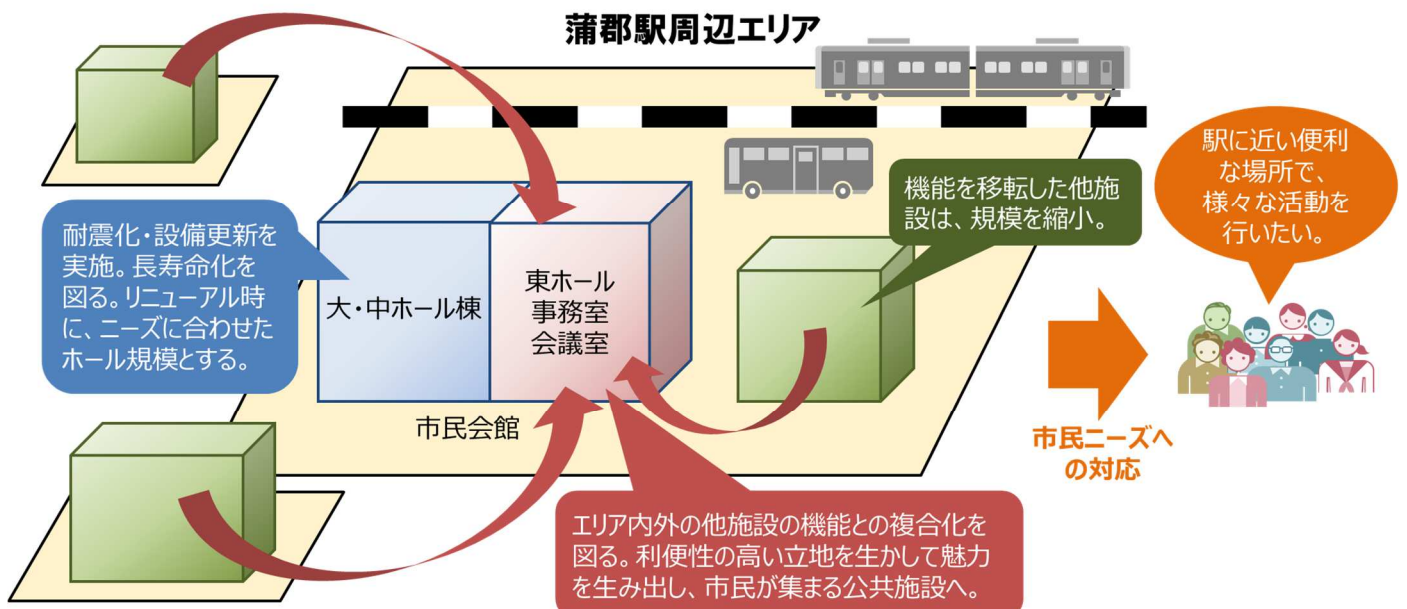 蒲郡駅周辺エリア
駅に近い便利
な場所で、
様々な活動を
行いたい。
機能を移転した他施
設は、規模を縮小。
耐震化・設備更新を
実施。長寿命化を
図る。リニューアル時
に、ニーズに合わせた
ホール規模とする。
大・中ホール棟
東ホール
事務室
会議室
市民会館
市民ニーズへ
の対応
エリア内外の他施設の機能との複合化を
図る。利便性の高い立地を生かして魅力
を生み出し、市民が集まる公共施設へ。